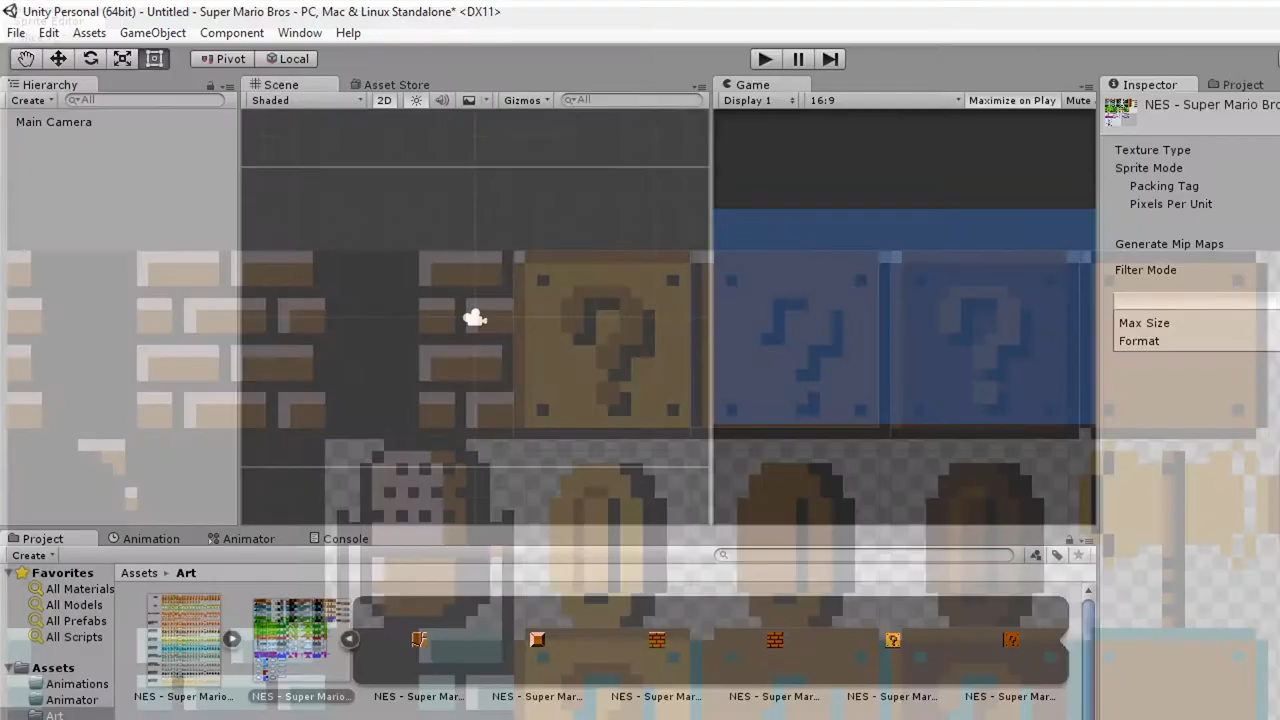 Unity Personal (64bit) - Untitled - Super Mario Bros - PC, Mac & Linux Standalone* <DX11>
Sprite Editor
File Edit Assets GameObject Component Window Help
Pivot Local
Hierarchy Scene Asset Store Game Inspector Project
Create All Shaded 2D Gizmos All Display 1 16:9 Maximize on Play Mute
Main Camera
NES - Super Mario Bro
Texture Type
Sprite Mode
Packing Tag
Pixels Per Unit
Generate Mip Maps
Filter Mode
Max Size
Format
Project Animation Animator Console
Create
Favorites Assets Art
All Materials
All Models
All Prefabs
All Scripts
Assets
Animations
Animator
Art
NES - Super Mario... NES - Super Mario... NES - Super Mar... NES - Super Mar... NES - Super Mar... NES - Super Mar... NES - Super Mar... NES - Super Mar...